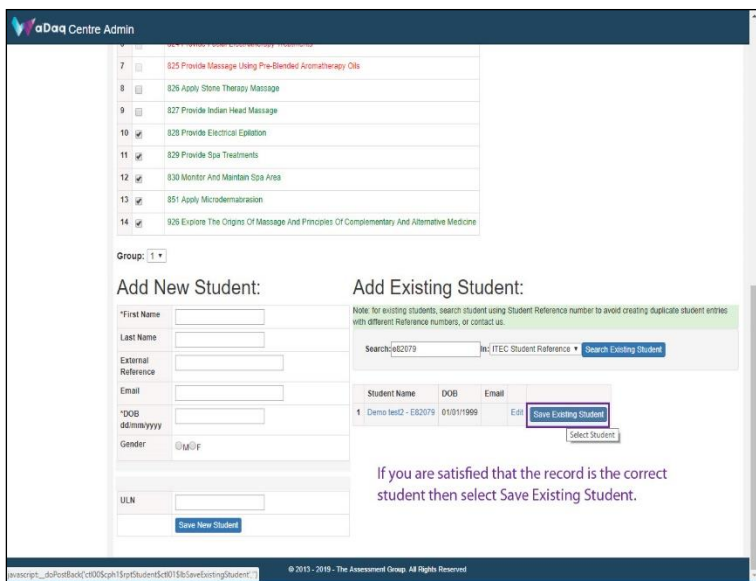 VaDaq Centre Admin
824 Provide Facial Electrotherapy Treatments
7 825 Provide Massage Using Pre-Blended Aromatherapy Oils
8 826 Apply Stone Therapy Massage
9 827 Provide Indian Head Massage
10 828 Provide Electrical Epilation
11 829 Provide Spa Treatments
12 830 Monitor And Maintain Spa Area
13 851 Apply Microdermabrasion
14 926 Explore The Origins Of Massage And Principles Of Complementary And Alternative Medicine
Group: 1
Add New Student:
*First Name
Last Name
External
Reference
Email
*DOB
dd/mm/yyyy
Gender M F
ULN
Save New Student
Add Existing Student:
Note: for existing students, search student using Student Reference number to avoid creating duplicate student entries
with different Reference numbers, or contact us.
Search: e82079 In: ITEC Student Reference Search Existing Student
Student Name DOB Email
1 Demo test2 - E82079 01/01/1999 Edit Save Existing Student
Select Student
If you are satisfied that the record is the correct
student then select Save Existing Student.
© 2013 - 2019 - The Assessment Group. All Rights Reserved
javascript:__doPostBack('ctl00$cph1$rptStudent$ctl01$lbSaveExistingStudent','')